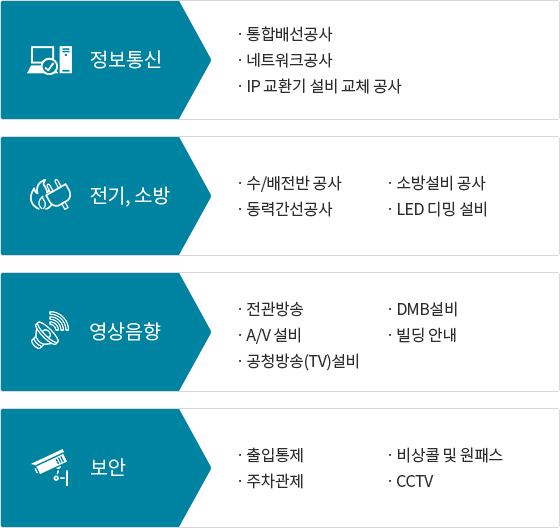 정보통신
· 통합배선공사
· 네트워크공사
· IP 교환기 설비 교체 공사
전기, 소방
· 수/배전반 공사
· 소방설비 공사
· 동력간선공사
· LED 디밍 설비
영상음향
· 전관방송
· DMB설비
· A/V 설비
· 빌딩 안내
· 공청방송(TV)설비
보안
· 출입통제
· 비상콜 및 원패스
· 주차관제
· CCTV